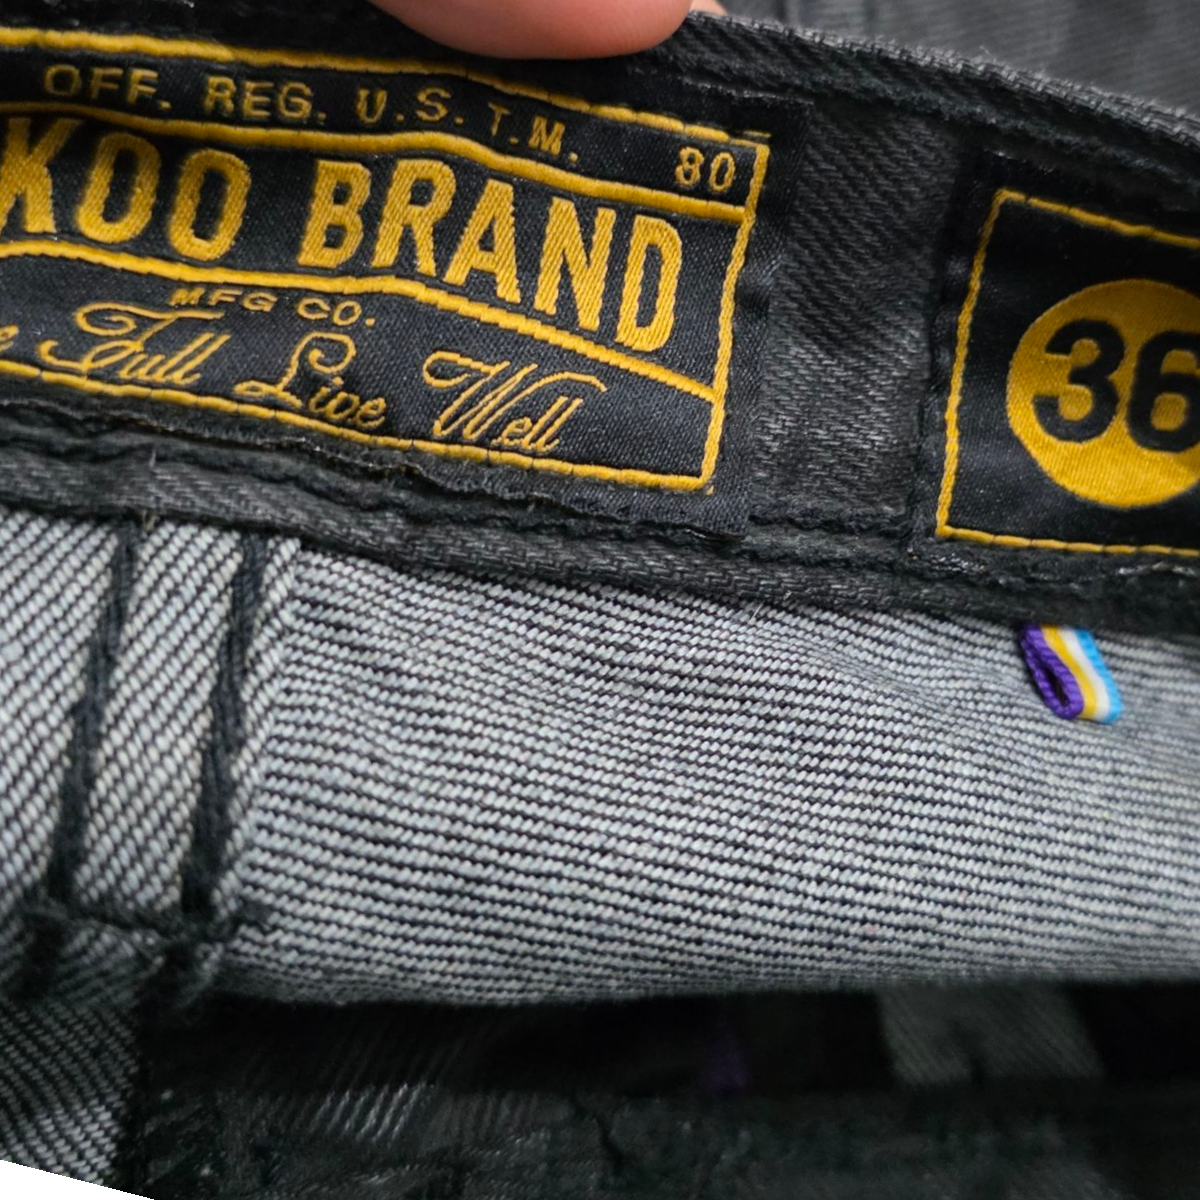 OFF. REG. U.S. T.M. 80
KOO BRAND
MFG CO.
Full Live Well
36